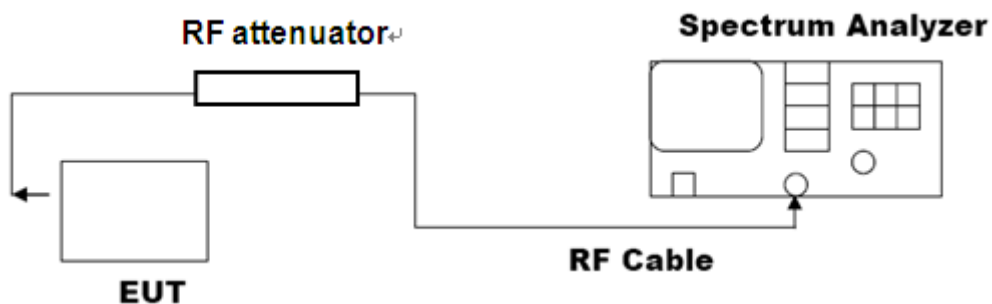 RF attenuator↵
Spectrum Analyzer
RF Cable
EUT